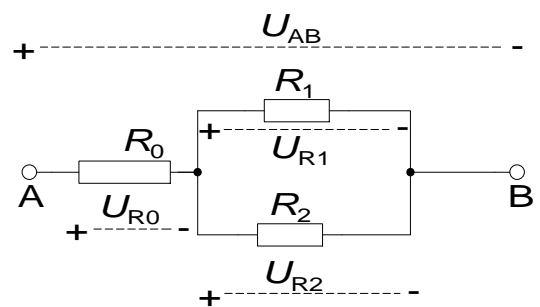 U_AB
+ -
R_1
+ -
U_R1
R_0
A
B
U_R0
+ -
R_2
U_R2
+ -